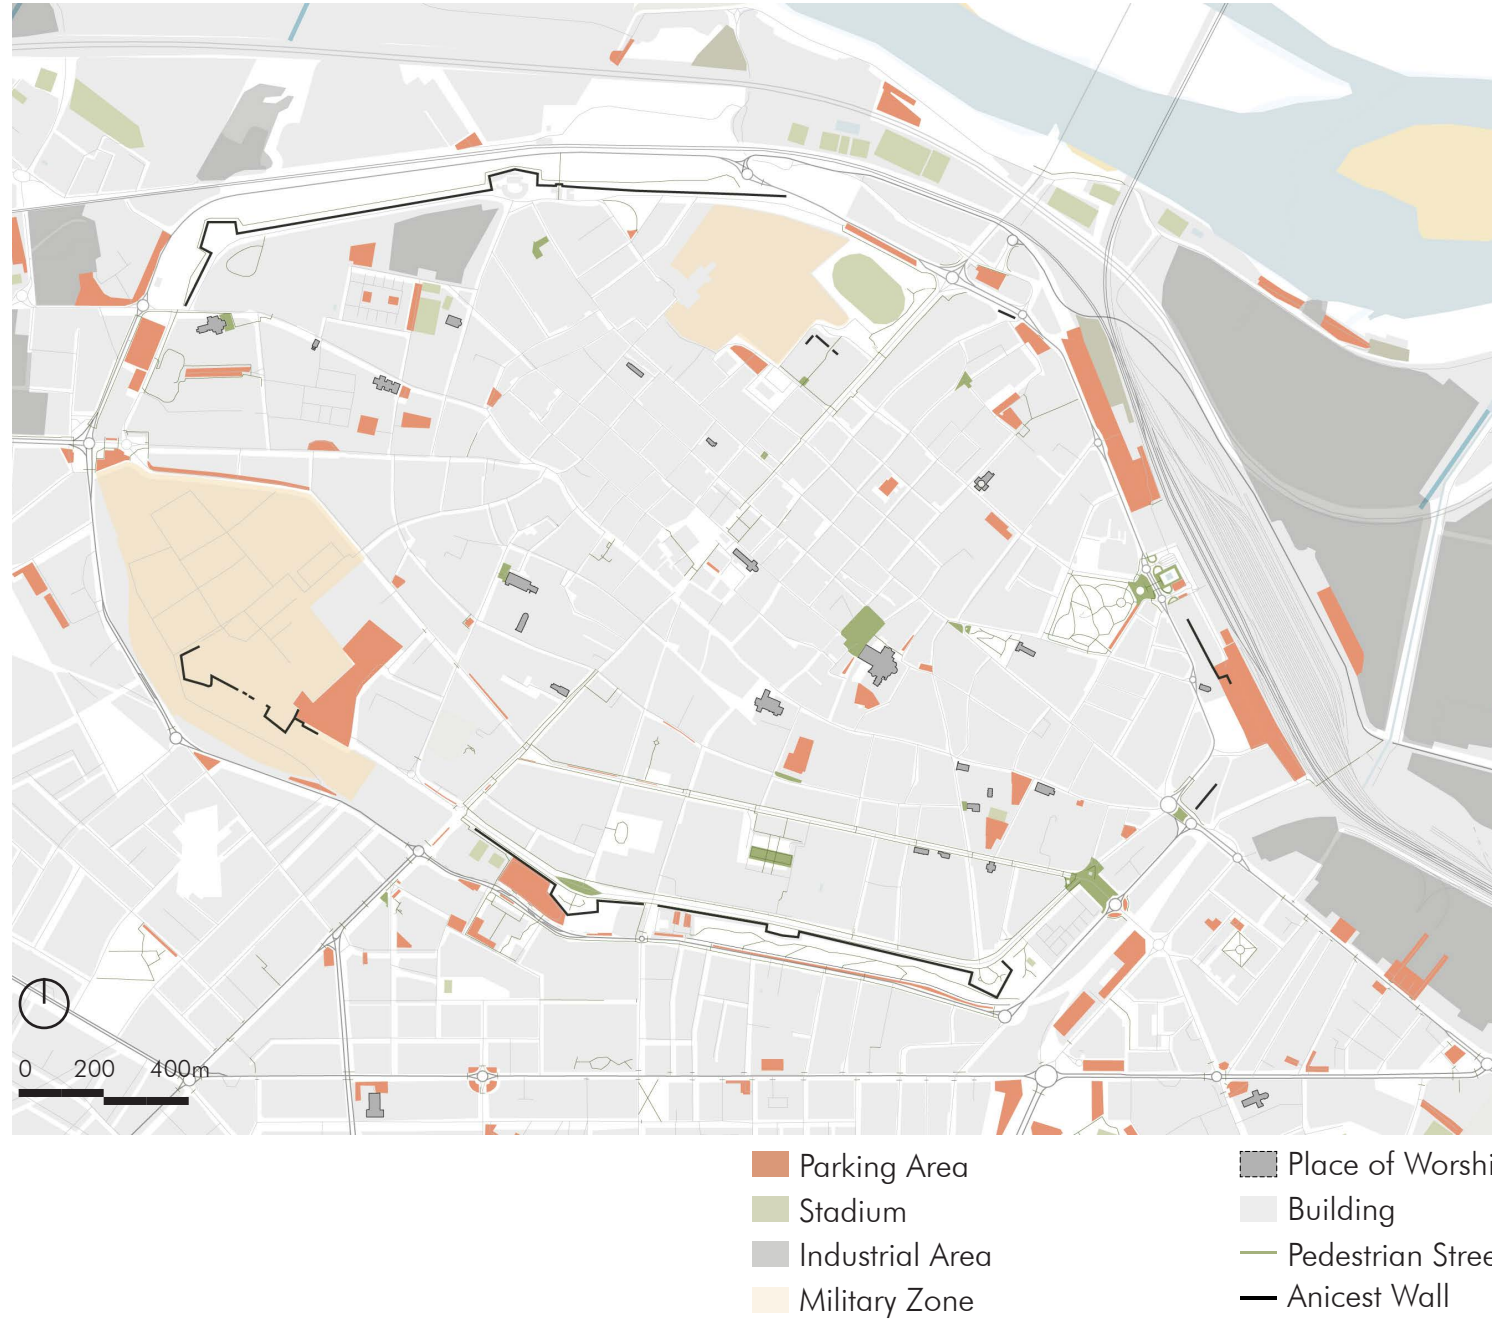 0 200 400m
Parking Area
Stadium
Industrial Area
Military Zone
Place of Worshi
Building
Pedestrian Stree
Anicest Wall